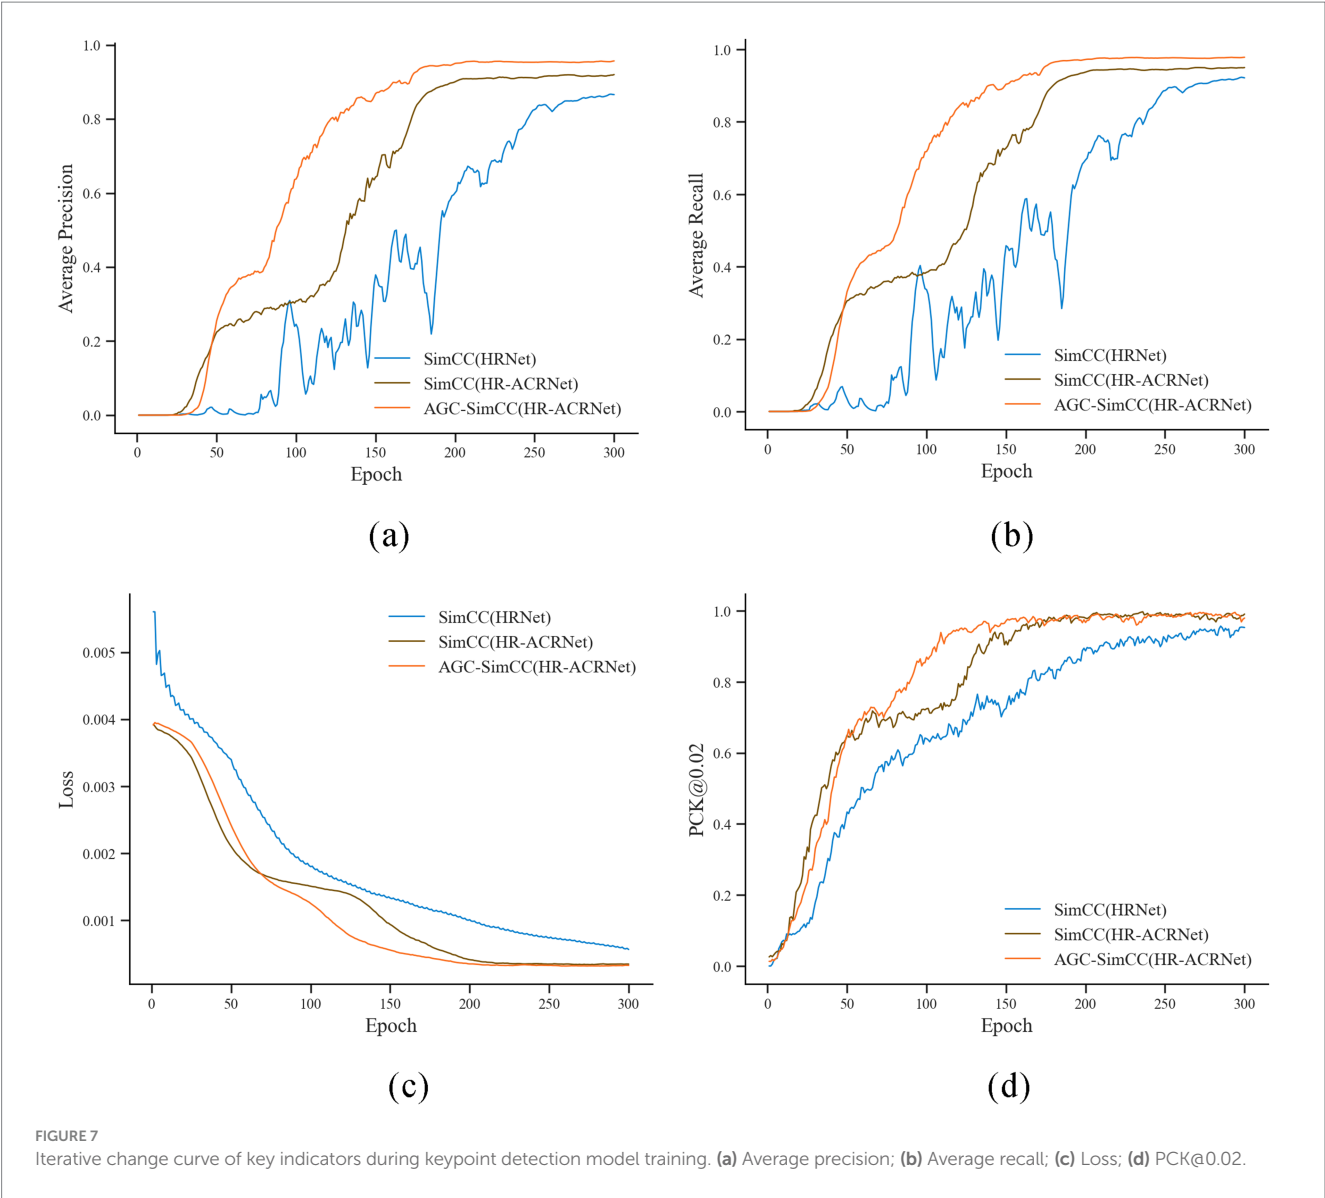 1.0
0.8
0.6
0.4
0.2
0.0
Average Precision
0 50 100 150 200 250 300
Epoch
SimCC(HRNet)
SimCC(HR-ACRNet)
AGC-SimCC(HR-ACRNet)
(a)
1.0
0.8
0.6
0.4
0.2
0.0
Average Recall
0 50 100 150 200 250 300
Epoch
SimCC(HRNet)
SimCC(HR-ACRNet)
AGC-SimCC(HR-ACRNet)
(b)
0.005
0.004
0.003
0.002
0.001
Loss
0 50 100 150 200 250 300
Epoch
SimCC(HRNet)
SimCC(HR-ACRNet)
AGC-SimCC(HR-ACRNet)
(c)
1.0
0.8
0.6
0.4
0.2
0.0
PCK@0.02
0 50 100 150 200 250 300
Epoch
SimCC(HRNet)
SimCC(HR-ACRNet)
AGC-SimCC(HR-ACRNet)
(d)
FIGURE 7
Iterative change curve of key indicators during keypoint detection model training. (a) Average precision; (b) Average recall; (c) Loss; (d) PCK@0.02.